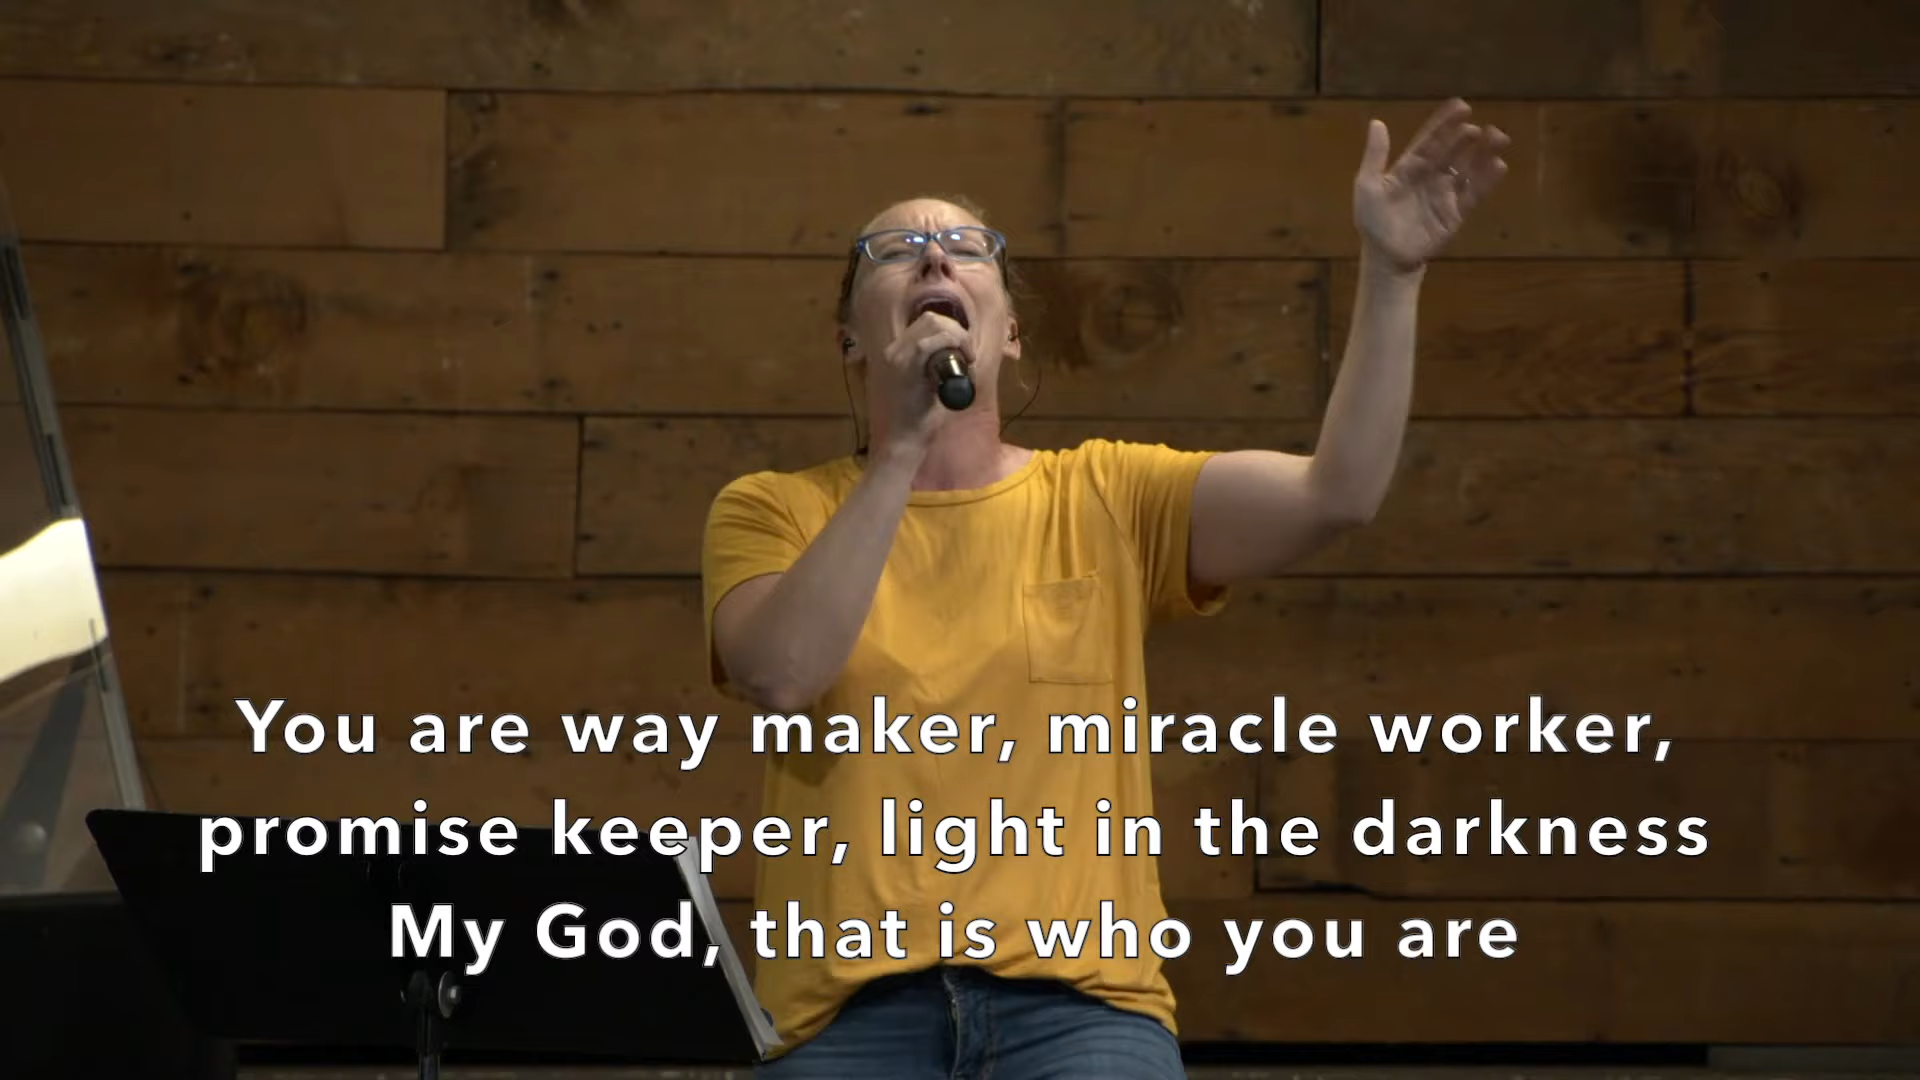 You are way maker, miracle worker,
promise keeper, light in the darkness
My God, that is who you are